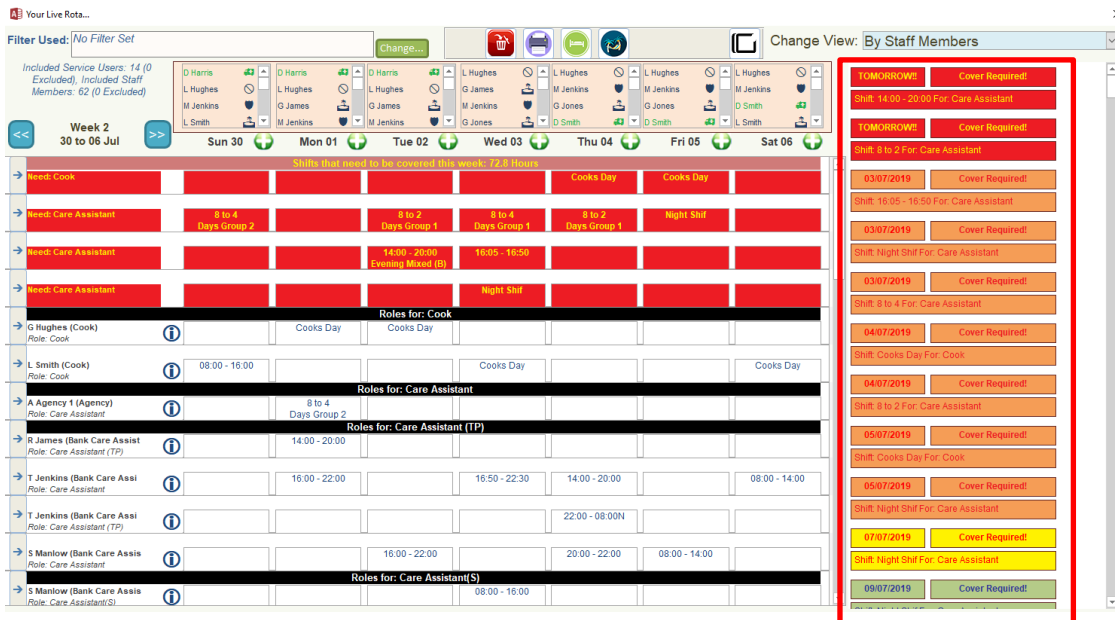 Your Live Rota...
Filter Used: No Filter Set
Change...
Change View: By Staff Members
Included Service Users: 14 (0
Excluded), Included Staff
Members: 62 (0 Excluded)
D Harris D Harris D Harris L Hughes L Hughes L Hughes L Hughes
L Hughes L Hughes L Hughes G James M Jenkins M Jenkins M Jenkins
M Jenkins G James G James M Jenkins G Jones G Jones D Smith
L Smith M Jenkins M Jenkins G Jones D Smith D Smith L Smith
<< Week 2 >>
30 to 06 Jul
Sun 30 Mon 01 Tue 02 Wed 03 Thu 04 Fri 05 Sat 06
Shifts that need to be covered this week: 72.8 Hours
Need: Cook Cooks Day Cooks Day
Need: Care Assistant 8 to 4 8 to 2 8 to 4 8 to 2 Night Shif
Days Group 2 Days Group 1 Days Group 1 Days Group 1
Need: Care Assistant 14:00 - 20:00 16:05 - 16:50
Evening Mixed (B)
Need: Care Assistant Night Shif
Roles for: Cook
G Hughes (Cook) Cooks Day Cooks Day
Role: Cook
L Smith (Cook) 08:00 - 16:00 Cooks Day Cooks Day
Role: Cook
Roles for: Care Assistant
A Agency 1 (Agency) 8 to 4
Role: Care Assistant Days Group 2
Roles for: Care Assistant (TP)
R James (Bank Care Assist 14:00 - 20:00
Role: Care Assistant (TP)
T Jenkins (Bank Care Assi 16:00 - 22:00 16:50 - 22:30 14:00 - 20:00 08:00 - 14:00
Role: Care Assistant
T Jenkins (Bank Care Assi 22:00 - 08:00N
Role: Care Assistant (TP)
S Manlow (Bank Care Assis 16:00 - 22:00 20:00 - 22:00 08:00 - 14:00
Role: Care Assistant
Roles for: Care Assistant(S)
S Manlow (Bank Care Assis 08:00 - 16:00
Role: Care Assistant(S)
TOMORROW!! Cover Required!
Shift: 14:00 - 20:00 For: Care Assistant
TOMORROW!! Cover Required!
Shift: 8 to 2 For: Care Assistant
03/07/2019 Cover Required!
Shift: 16:05 - 16:50 For: Care Assistant
03/07/2019 Cover Required!
Shift: Night Shif For: Care Assistant
03/07/2019 Cover Required!
Shift: 8 to 4 For: Care Assistant
04/07/2019 Cover Required!
Shift: Cooks Day For: Cook
04/07/2019 Cover Required!
Shift: 8 to 2 For: Care Assistant
05/07/2019 Cover Required!
Shift: Cooks Day For: Cook
05/07/2019 Cover Required!
Shift: Night Shif For: Care Assistant
07/07/2019 Cover Required!
Shift: Night Shif For: Care Assistant
09/07/2019 Cover Required!